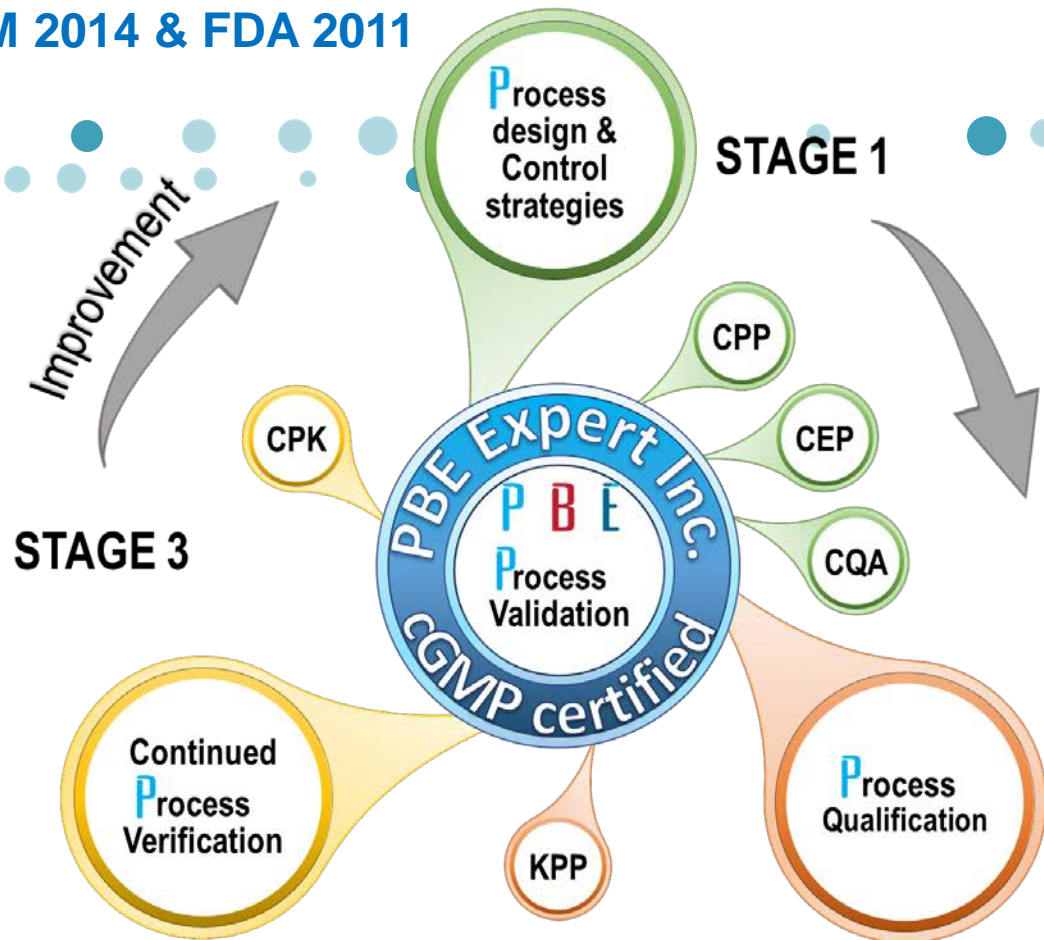 M 2014 & FDA 2011
Process
design &
Control
strategies
STAGE 1
Improvement
CPP
CPK
CEP
PBE Expert Inc.
PBE
Process
Validation
cGMP certified
CQA
STAGE 3
Continued
Process
Verification
Process
Qualification
KPP